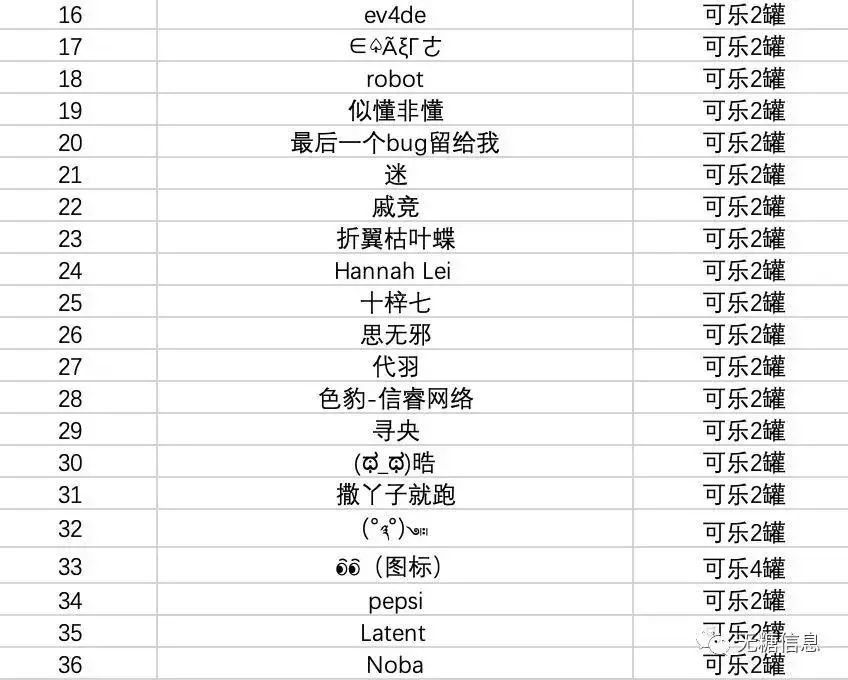 16 ev4de 可乐2罐
17 ∈♤Ãξ厂さ 可乐2罐
18 robot 可乐2罐
19 似懂非懂 可乐2罐
20 最后一个bug留给我 可乐2罐
21 迷 可乐2罐
22 戚竞 可乐2罐
23 折翼枯叶蝶 可乐2罐
24 Hannah Lei 可乐2罐
25 十梓七 可乐2罐
26 思无邪 可乐2罐
27 代羽 可乐2罐
28 色豹-信睿网络 可乐2罐
29 寻央 可乐2罐
30 (ಥ_ಥ)晧 可乐2罐
31 撒丫子就跑 可乐2罐
32 可乐2罐
33 (图标) 可乐4罐
34 pepsi 可乐2罐
35 Latent 可乐2罐
36 Noba 可乐2罐
无糖信息